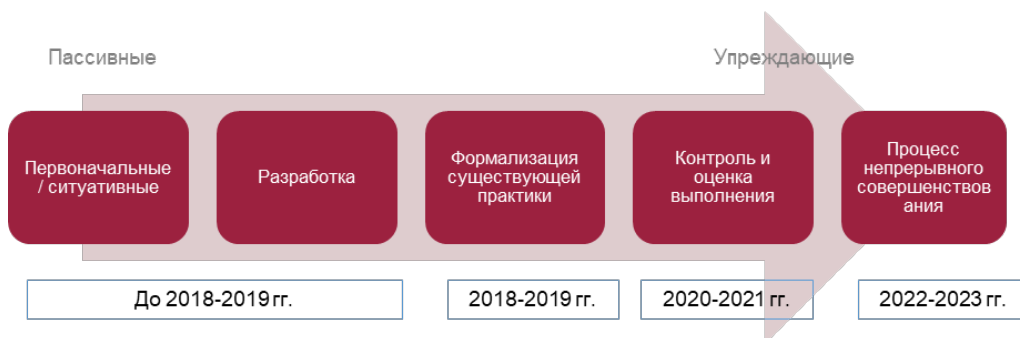 Пассивные
Упреждающие
Первоначальные
/ ситуативные
Разработка
Формализация
существующей
практики
Контроль и
оценка
выполнения
Процесс
непрерывного
совершенствов
ания
До 2018-2019 гг.
2018-2019 гг.
2020-2021 гг.
2022-2023 гг.